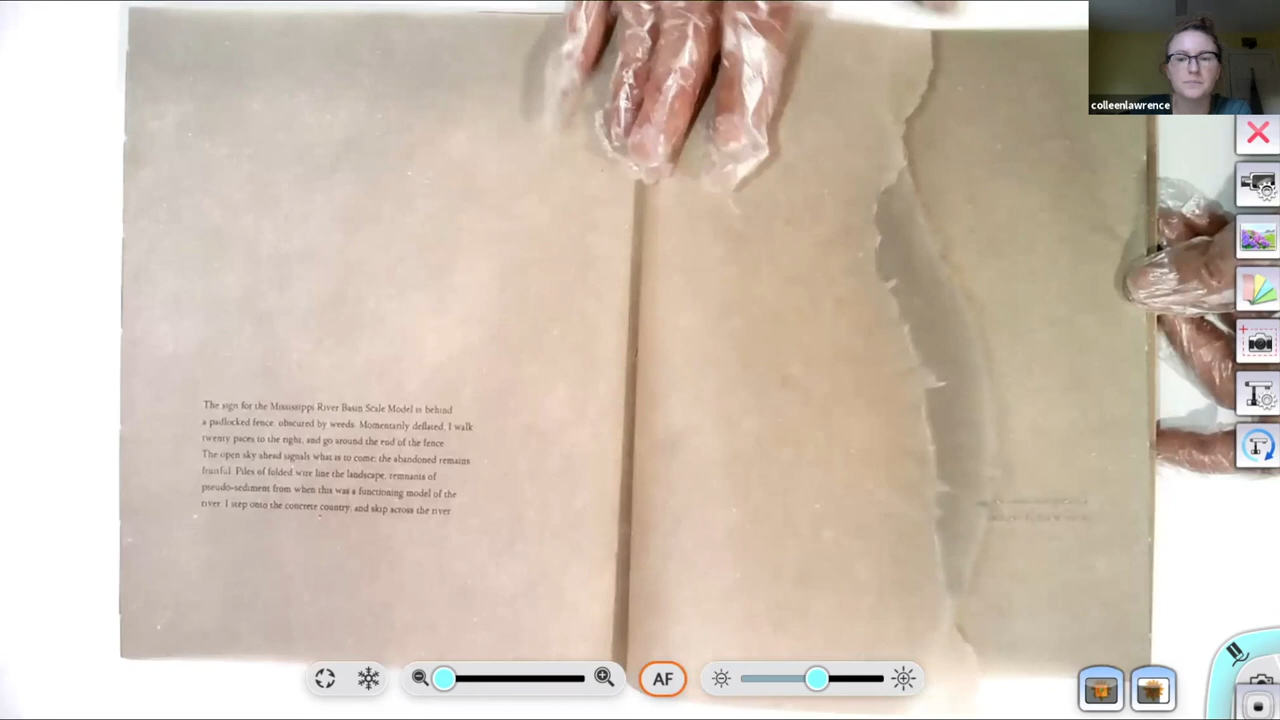 colleenlawrence
The sign for the Mississippi River Basin Scale Model is behind
a padlocked fence, obscured by weeds. Momentarily deflated, I walk
twenty paces to the right, and go around the end of the fence
The open sky ahead signals what is to come: the abandoned remains
fruitful. Piles of folded wire line the landscape, remnants of
pseudo-sediment from when this was a functioning model of the
river. I step onto the concrete country, and skip across the river
AF